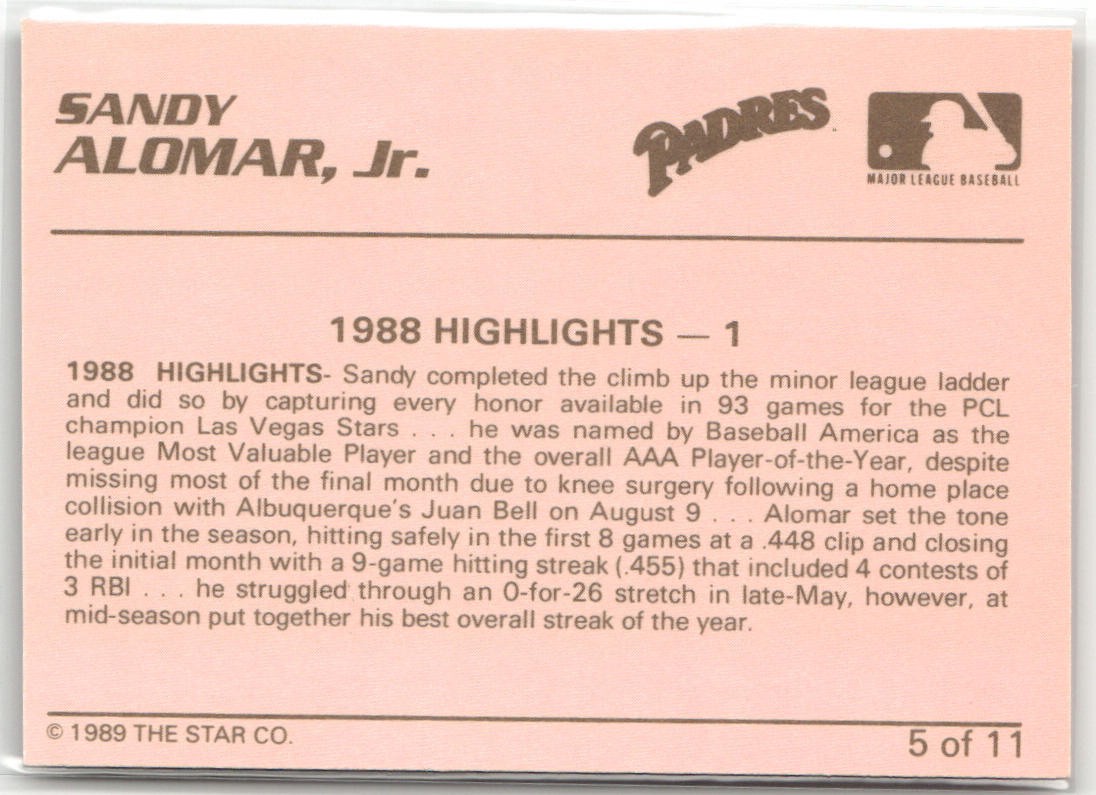 SANDY
ALOMAR, Jr.
PADRES
MAJOR LEAGUE BASEBALL
1988 HIGHLIGHTS — 1
1988 HIGHLIGHTS- Sandy completed the climb up the minor league ladder
and did so by capturing every honor available in 93 games for the PCL
champion Las Vegas Stars . . . he was named by Baseball America as the
league Most Valuable Player and the overall AAA Player-of-the-Year, despite
missing most of the final month due to knee surgery following a home place
collision with Albuquerque's Juan Bell on August 9 . . . Alomar set the tone
early in the season, hitting safely in the first 8 games at a .448 clip and closing
the initial month with a 9-game hitting streak (.455) that included 4 contests of
3 RBI . . . he struggled through an 0-for-26 stretch in late-May, however, at
mid-season put together his best overall streak of the year.
© 1989 THE STAR CO.
5 of 11